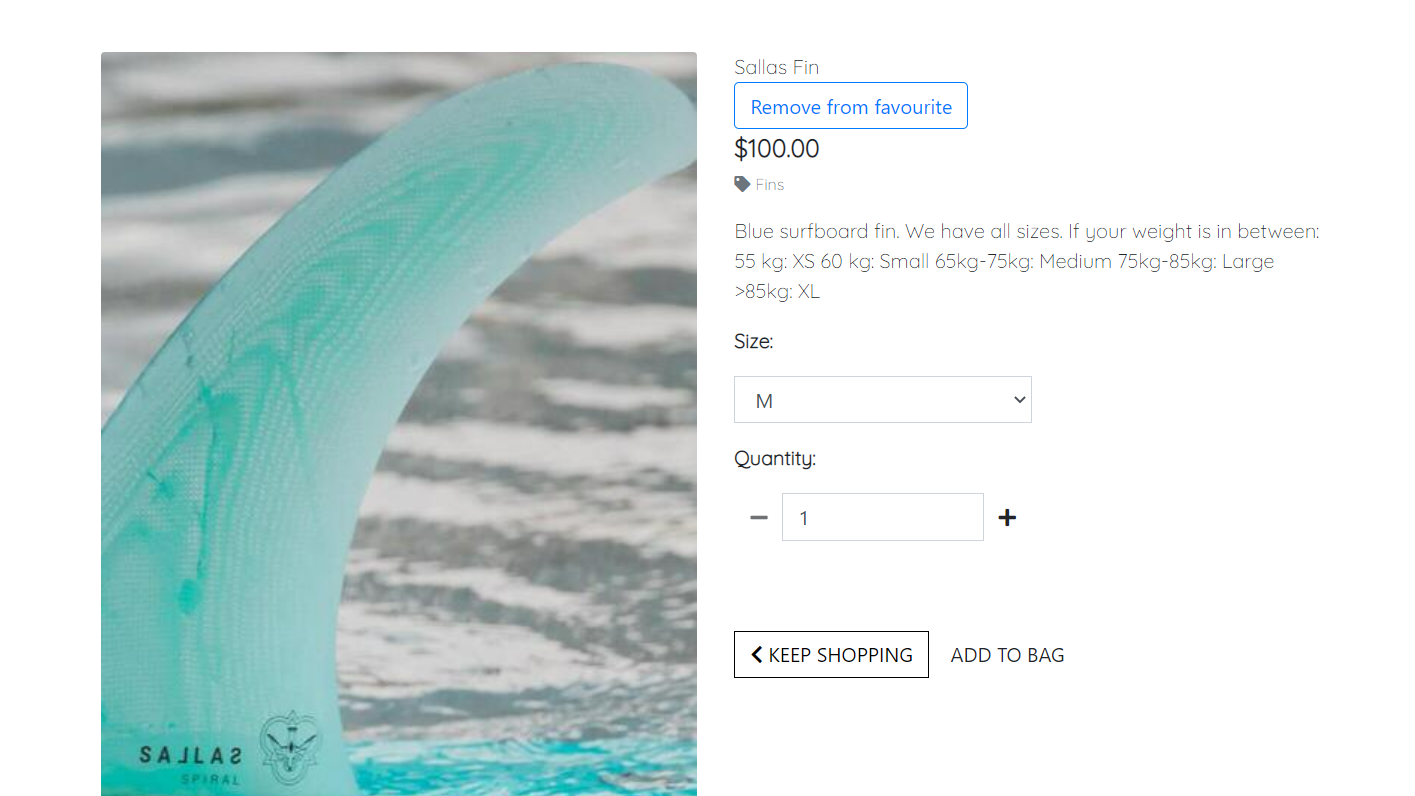 Sallas Fin
Remove from favourite
$100.00
Fins
Blue surfboard fin. We have all sizes. If your weight is in between:
55 kg: XS 60 kg: Small 65kg-75kg: Medium 75kg-85kg: Large
>85kg: XL
Size:
M
Quantity:
1
KEEP SHOPPING
ADD TO BAG
SALLAS
SPIRAL